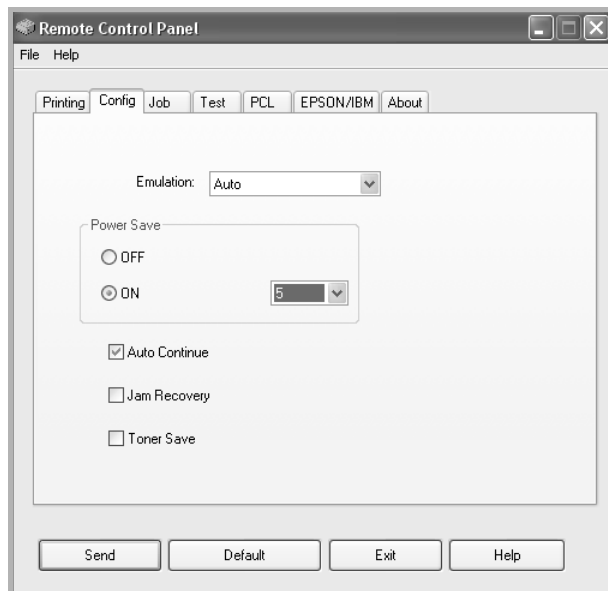 Remote Control Panel
File Help
Printing Config Job Test PCL EPSON/IBM About
Emulation: Auto
Power Save
OFF
ON 5
Auto Continue
Jam Recovery
Toner Save
Send Default Exit Help